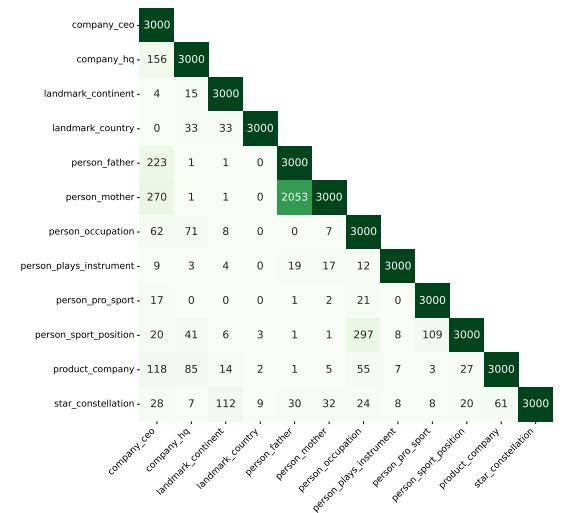 company_ceo 3000
company_hq 156 3000
landmark_continent 4 15 3000
landmark_country 0 33 33 3000
person_father 223 1 1 0 3000
person_mother 270 1 1 0 2053 3000
person_occupation 62 71 8 0 0 7 3000
person_plays_instrument 9 3 4 0 19 17 12 3000
person_pro_sport 17 0 0 0 1 2 21 0 3000
person_sport_position 20 41 6 3 1 1 297 8 109 3000
product_company 118 85 14 2 1 5 55 7 3 27 3000
star_constellation 28 7 112 9 30 32 24 8 8 20 61 3000
company_ceo
company_hq
landmark_continent
landmark_country
person_father
person_mother
person_occupation
person_plays_instrument
person_pro_sport
person_sport_position
product_company
star_constellation